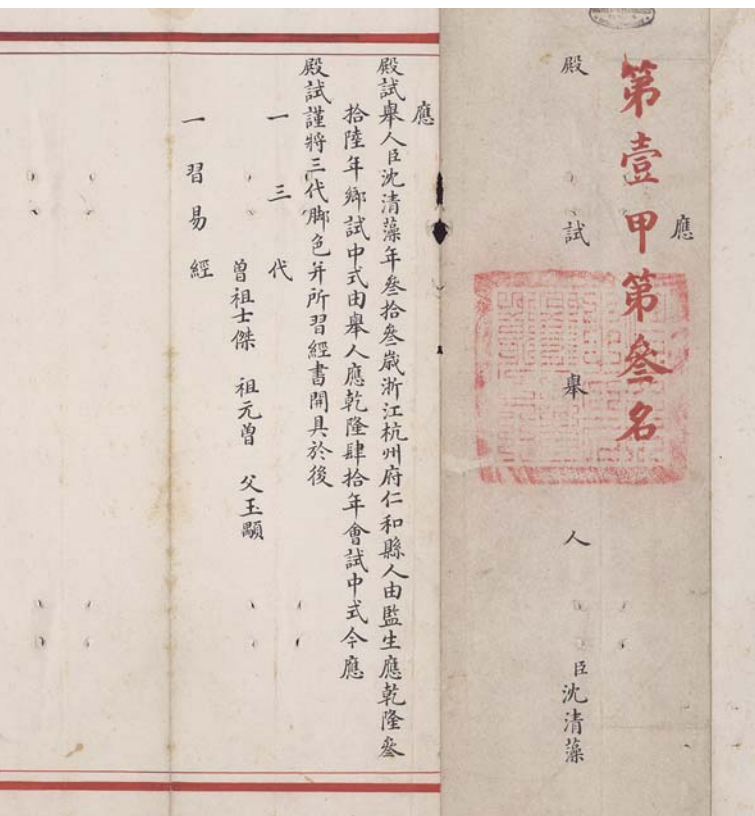 第壹甲第叄名
應
殿試舉人臣沈清藻
應
殿試舉人臣沈清藻年叄拾叄歲浙江杭州府仁和縣人由監生應乾隆叄
拾陸年鄉試中式由舉人應乾隆肆拾年會試中式今應
殿試謹將三代脚色并所習經書開具於後
一三代
曾祖士傑 祖元曾 父玉顯
一習易經